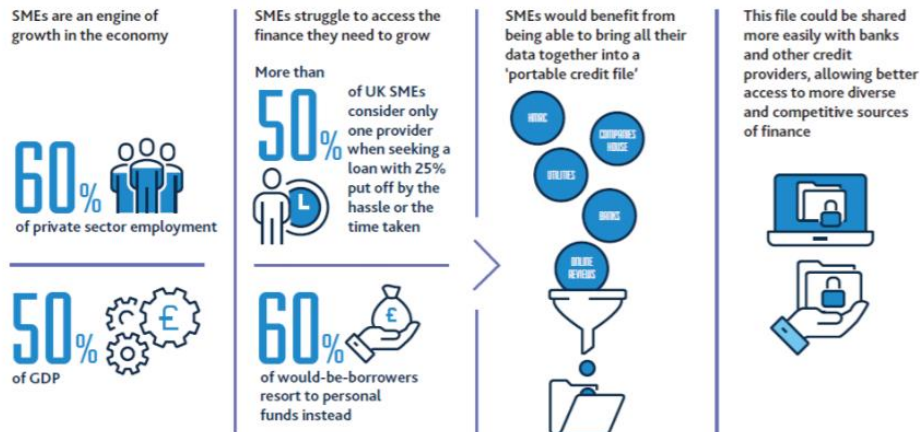 SMEs are an engine of
growth in the economy
60%
of private sector employment
50%
£
of GDP
SMEs struggle to access the
finance they need to grow
More than
50%
of UK SMEs
consider only
one provider
when seeking a
loan with 25%
put off by the
hassle or the
time taken
£
60%
of would-be-borrowers
resort to personal
funds instead
SMEs would benefit from
being able to bring all their
data together into a
'portable credit file'
HMRC
COMPANIES
HOUSE
UTILITIES
BANKS
ONLINE
REVIEWS
This file could be shared
more easily with banks
and other credit
providers, allowing better
access to more diverse
and competitive sources
of finance